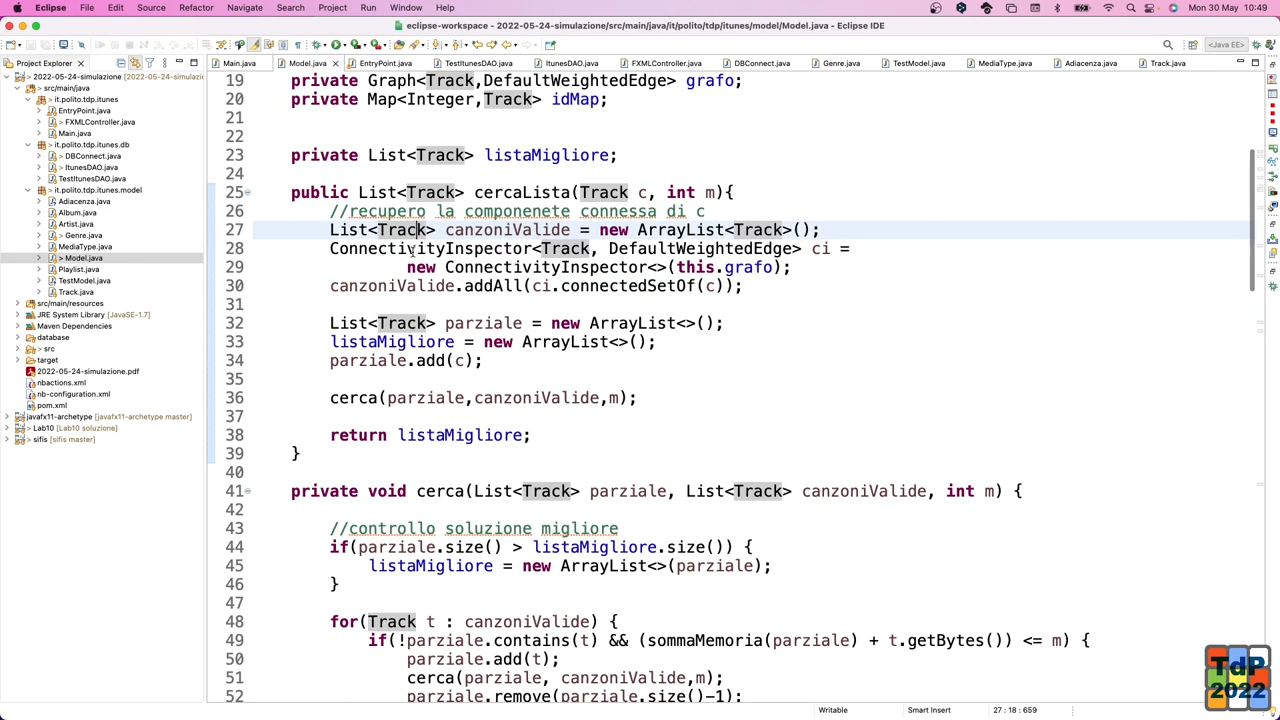 Eclipse File Edit Source Refactor Navigate Search Project Run Window Help Mon 30 May 10:49
eclipse-workspace - 2022-05-24-simulazione/src/main/java/it/polito/tdp/itunes/model/Model.java - Eclipse IDE
<Java EE>
Project Explorer
Main.java Model.java EntryPoint.java TestItunesDAO.java ItunesDAO.java FXMLController.java DBConnect.java Genre.java TestModel.java MediaType.java Adiacenza.java Track.java
> 2022-05-24-simulazione (2022-05-24-simulazi
src/main/java
> it.polito.tdp.itunes
EntryPoint.java
> FXMLController.java
Main.java
> it.polito.tdp.itunes.db
> DBConnect.java
> ItunesDAO.java
TestItunesDAO.java
> it.polito.tdp.itunes.model
Adiacenza.java
Album.java
Artist.java
Genre.java
MediaType.java
> Model.java
Playlist.java
TestModel.java
Track.java
src/main/resources
JRE System Library [JavaSE-1.7]
Maven Dependencies
database
> src
target
2022-05-24-simulazione.pdf
nbactions.xml
nb-configuration.xml
pom.xml
javafx11-archetype [javafx11-archetype master]
> Lab10 [Lab10 soluzione]
> sifis [sifis master]
19 private Graph<Track,DefaultWeightedEdge> grafo;
20 private Map<Integer,Track> idMap;
21
22
23 private List<Track> listaMigliore;
24
25 public List<Track> cercaLista(Track c, int m){
26 //recupero la componenete connessa di c
27 List<Track> canzoniValide = new ArrayList<Track>();
28 ConnectivityInspector<Track, DefaultWeightedEdge> ci =
29 new ConnectivityInspector<>(this.grafo);
30 canzoniValide.addAll(ci.connectedSetOf(c));
31
32 List<Track> parziale = new ArrayList<>();
33 listaMigliore = new ArrayList<>();
34 parziale.add(c);
35
36 cerca(parziale,canzoniValide,m);
37
38 return listaMigliore;
39 }
40
41 private void cerca(List<Track> parziale, List<Track> canzoniValide, int m) {
42
43 //controllo soluzione migliore
44 if(parziale.size() > listaMigliore.size()) {
45 listaMigliore = new ArrayList<>(parziale);
46 }
47
48 for(Track t : canzoniValide) {
49 if(!parziale.contains(t) && (sommaMemoria(parziale) + t.getBytes()) <= m) {
50 parziale.add(t);
51 cerca(parziale, canzoniValide,m);
52 parziale.remove(parziale.size()-1);
Writable Smart Insert 27 : 18 : 659
TdP
2022